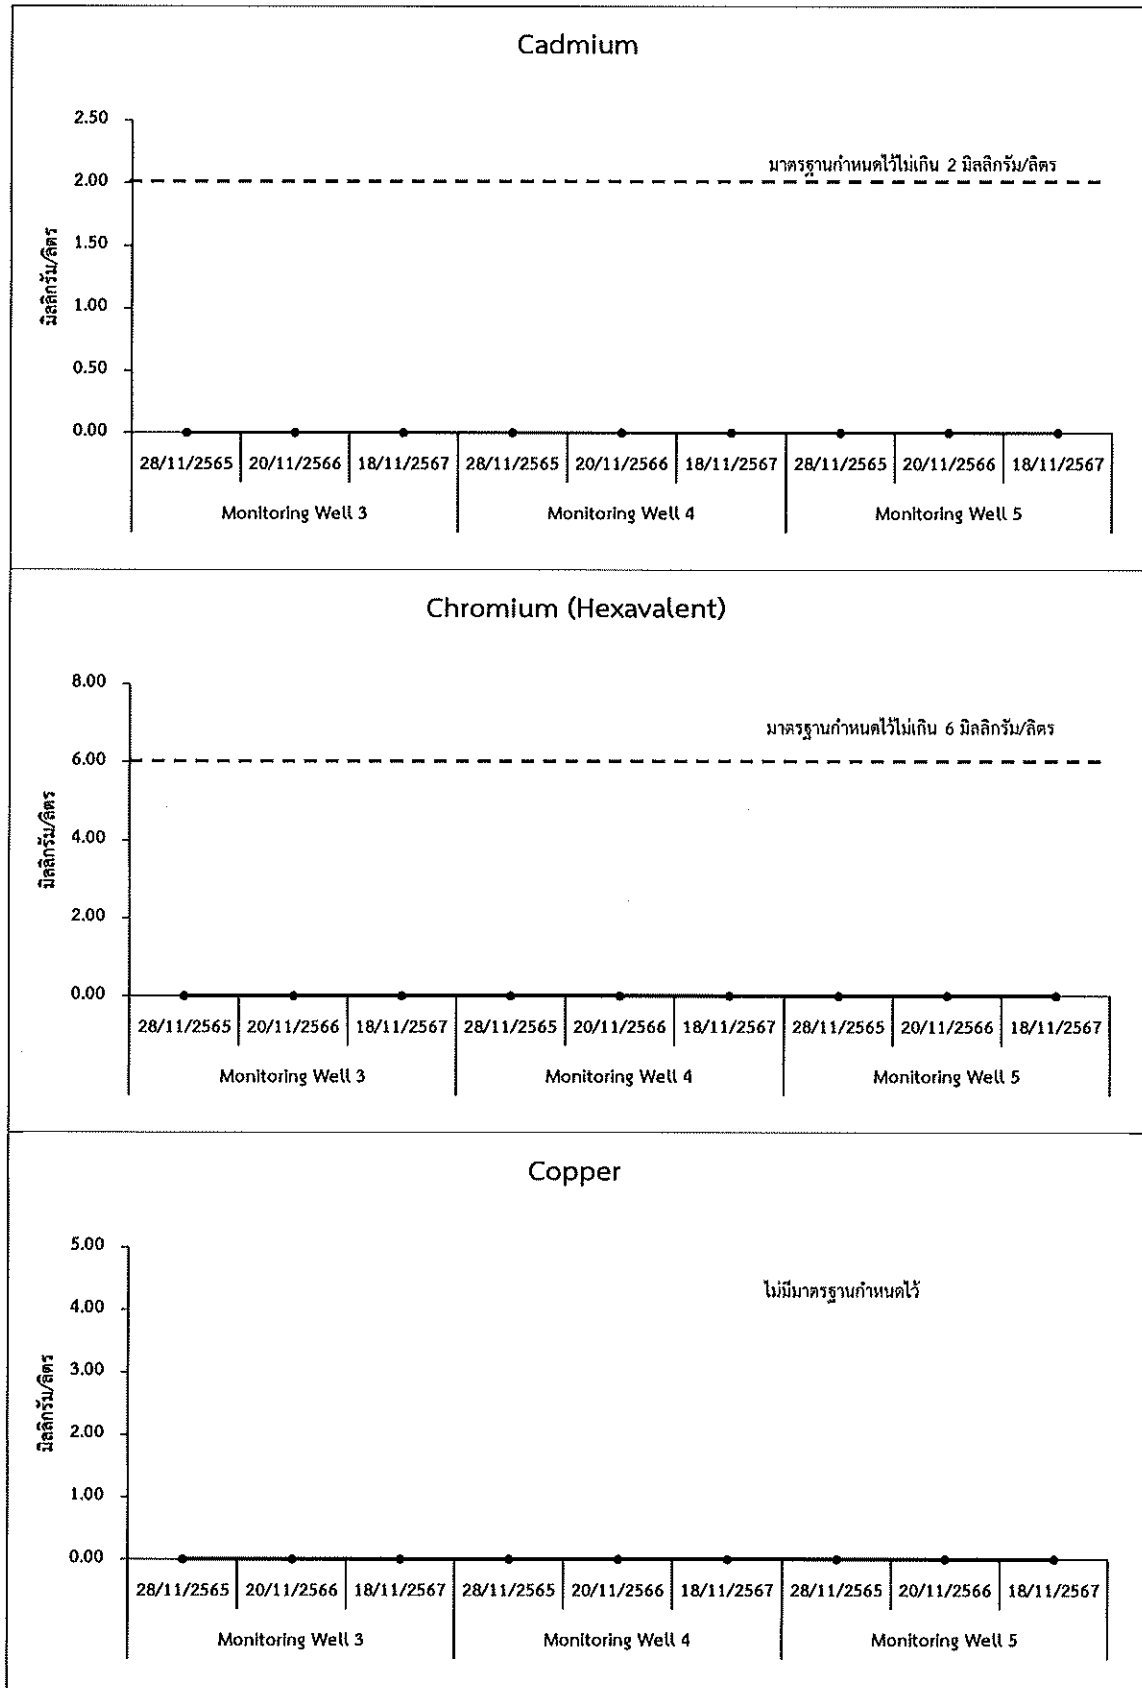 Cadmium
2.50
มาตรฐานกำหนดไว้ไม่เกิน 2 มิลลิกรัม/ลิตร
2.00
1.50
มิลลิกรัม/ลิตร
1.00
0.50
0.00
28/11/2565 20/11/2566 18/11/2567 28/11/2565 20/11/2566 18/11/2567 28/11/2565 20/11/2566 18/11/2567
Monitoring Well 3 Monitoring Well 4 Monitoring Well 5
Chromium (Hexavalent)
8.00
มาตรฐานกำหนดไว้ไม่เกิน 6 มิลลิกรัม/ลิตร
6.00
มิลลิกรัม/ลิตร
4.00
2.00
0.00
28/11/2565 20/11/2566 18/11/2567 28/11/2565 20/11/2566 18/11/2567 28/11/2565 20/11/2566 18/11/2567
Monitoring Well 3 Monitoring Well 4 Monitoring Well 5
Copper
5.00
ไม่มีมาตรฐานกำหนดไว้
4.00
3.00
มิลลิกรัม/ลิตร
2.00
1.00
0.00
28/11/2565 20/11/2566 18/11/2567 28/11/2565 20/11/2566 18/11/2567 28/11/2565 20/11/2566 18/11/2567
Monitoring Well 3 Monitoring Well 4 Monitoring Well 5